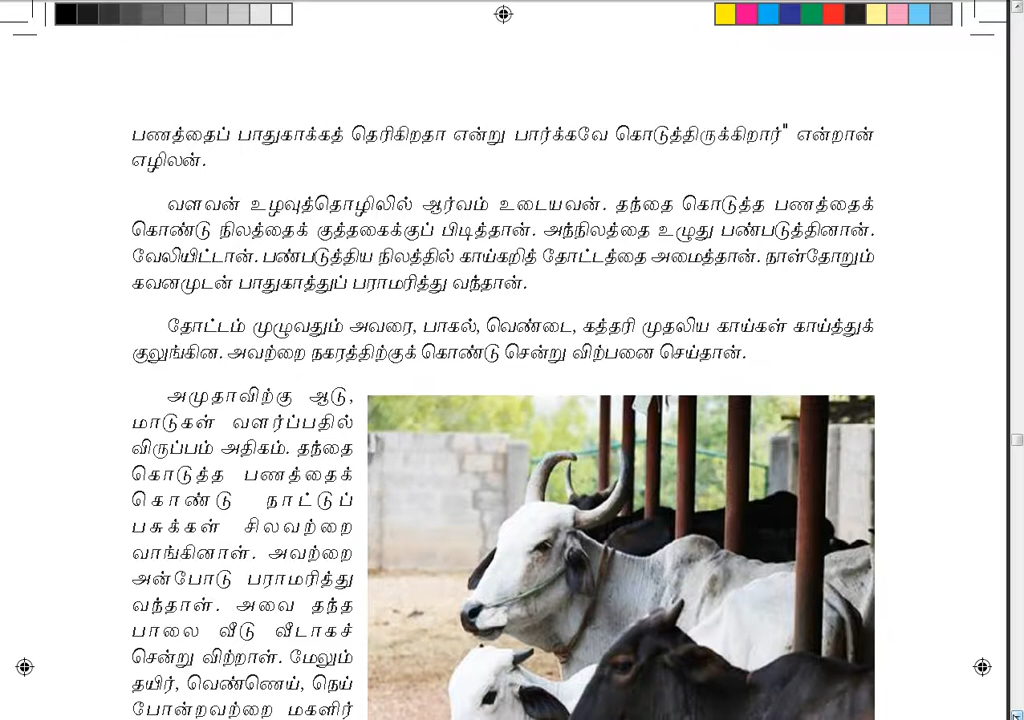 பணத்தைப் பாதுகாக்கத் தெரிகிறதா என்று பார்க்கவே கொடுத்திருக்கிறார்" என்றான்
எழிலன்.
வளவன் உழவுத்தொழிலில் ஆர்வம் உடையவன். தந்தை கொடுத்த பணத்தைக்
கொண்டு நிலத்தைக் குத்தகைக்குப் பிடித்தான். அந்நிலத்தை உழுது பண்படுத்தினான்.
வேலியிட்டான். பண்படுத்திய நிலத்தில் காய்கறித் தோட்டத்தை அமைத்தான். நாள்தோறும்
கவனமுடன் பாதுகாத்துப் பராமரித்து வந்தான்.
தோட்டம் முழுவதும் அவரை, பாகல், வெண்டை, கத்தரி முதலிய காய்கள் காய்த்துக்
குலுங்கின. அவற்றை நகரத்திற்குக் கொண்டு சென்று விற்பனை செய்தான்.
அமுதாவிற்கு ஆடு,
மாடுகள் வளர்ப்பதில்
விருப்பம் அதிகம். தந்தை
கொடுத்த பணத்தைக்
கொண்டு நாட்டுப்
பசுக்கள் சிலவற்றை
வாங்கினாள். அவற்றை
அன்போடு பராமரித்து
வந்தாள். அவை தந்த
பாலை வீடு வீடாகச்
சென்று விற்றாள். மேலும்
தயிர், வெண்ணெய், நெய்
போன்றவற்றை மகளிர்